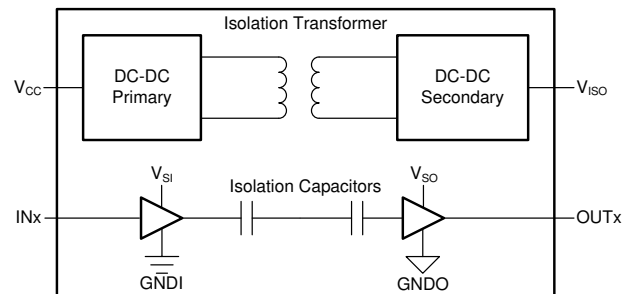 Isolation Transformer
DC-DC
Primary
DC-DC
Secondary
VCC
VISO
VSI
Isolation Capacitors
VSO
INx
OUTx
GNDI
GNDO